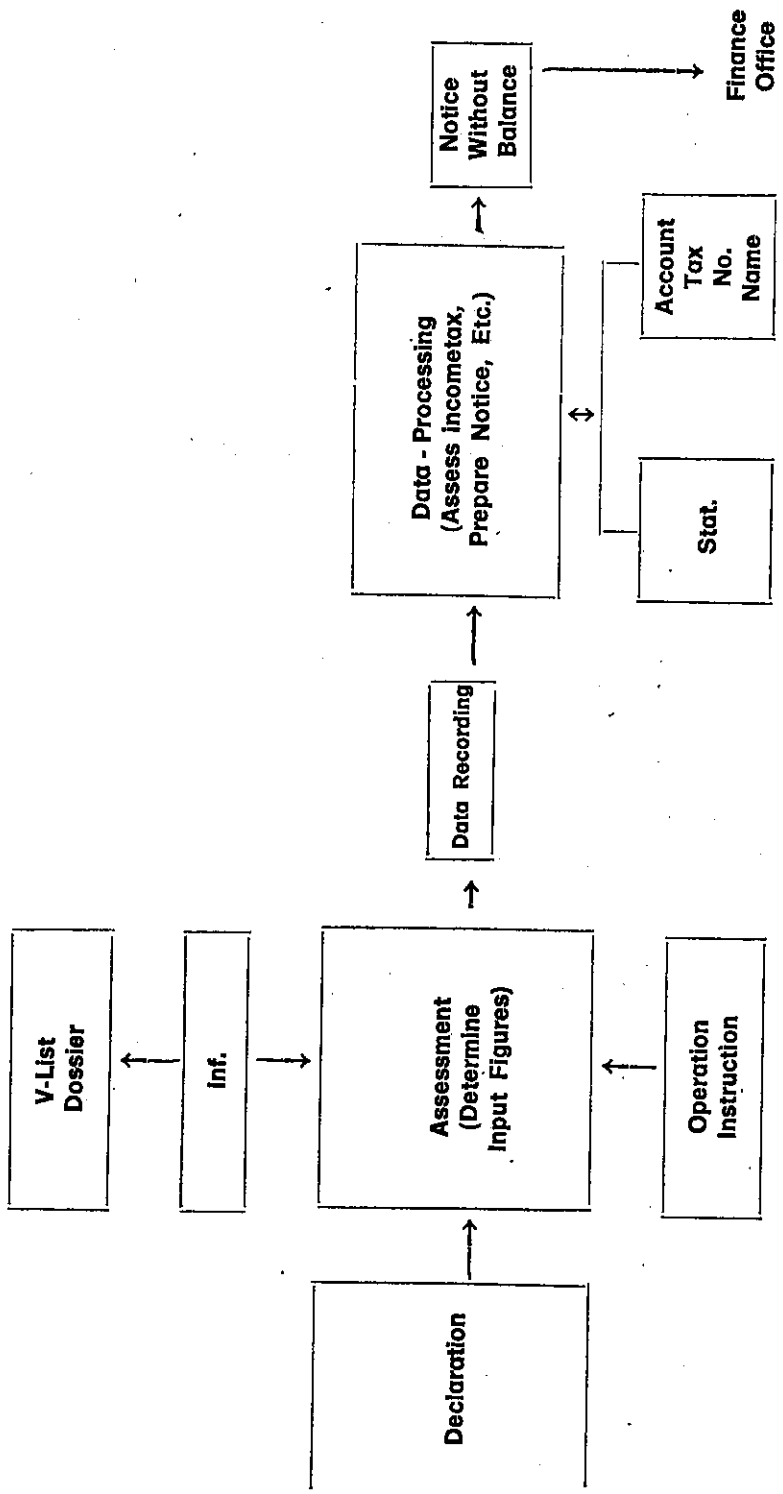 Declaration
V-List
Dossier
Inf.
Assessment
(Determine
Input Figures)
Operation
Instruction
Data Recording
Data - Processing
(Assess incometax,
Prepare Notice, Etc.)
Stat.
Account
Tax
No.
Name
Notice
Without
Balance
Finance
Office